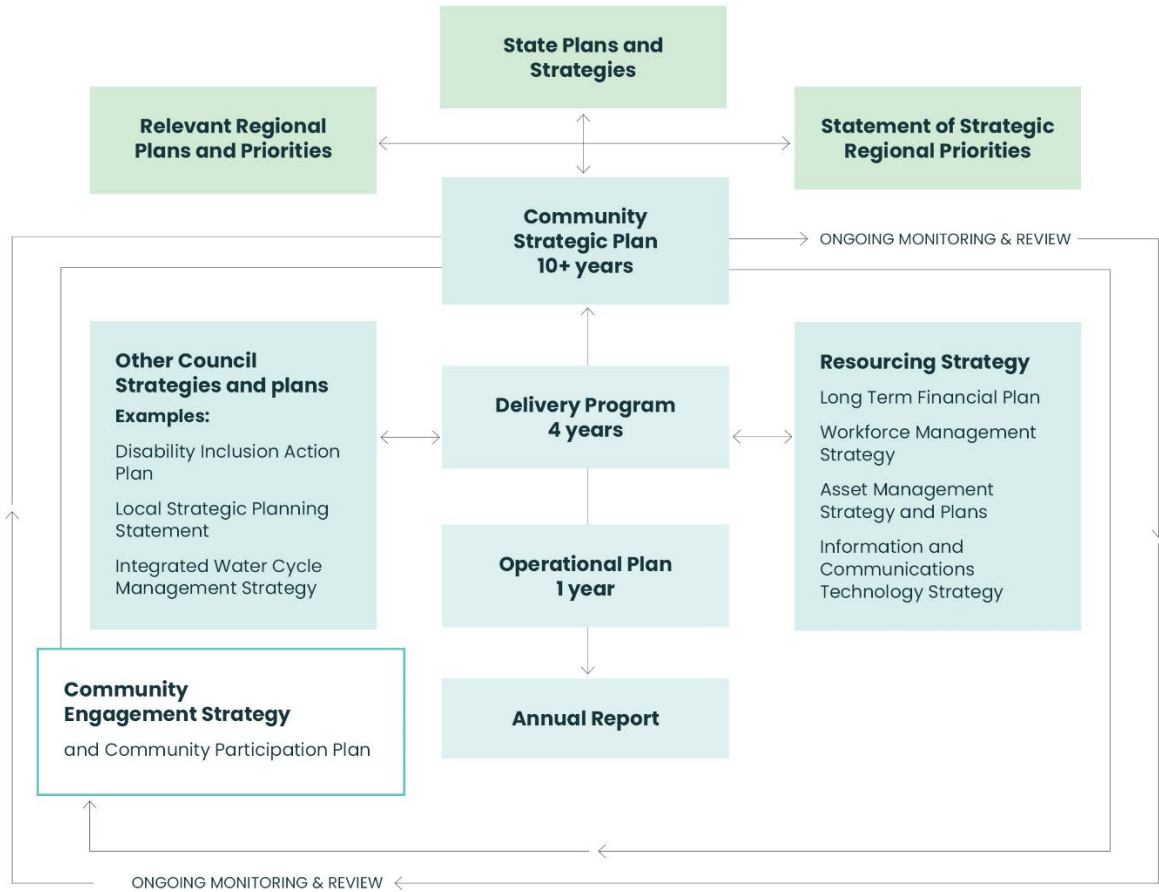 State Plans and
Strategies
Relevant Regional
Plans and Priorities
Statement of Strategic
Regional Priorities
Community
Strategic Plan
10+ years
ONGOING MONITORING & REVIEW
Other Council
Strategies and plans
Examples:
Disability Inclusion Action
Plan
Local Strategic Planning
Statement
Integrated Water Cycle
Management Strategy
Delivery Program
4 years
Resourcing Strategy
Long Term Financial Plan
Workforce Management
Strategy
Asset Management
Strategy and Plans
Information and
Communications
Technology Strategy
Operational Plan
1 year
Community
Engagement Strategy
and Community Participation Plan
Annual Report
ONGOING MONITORING & REVIEW